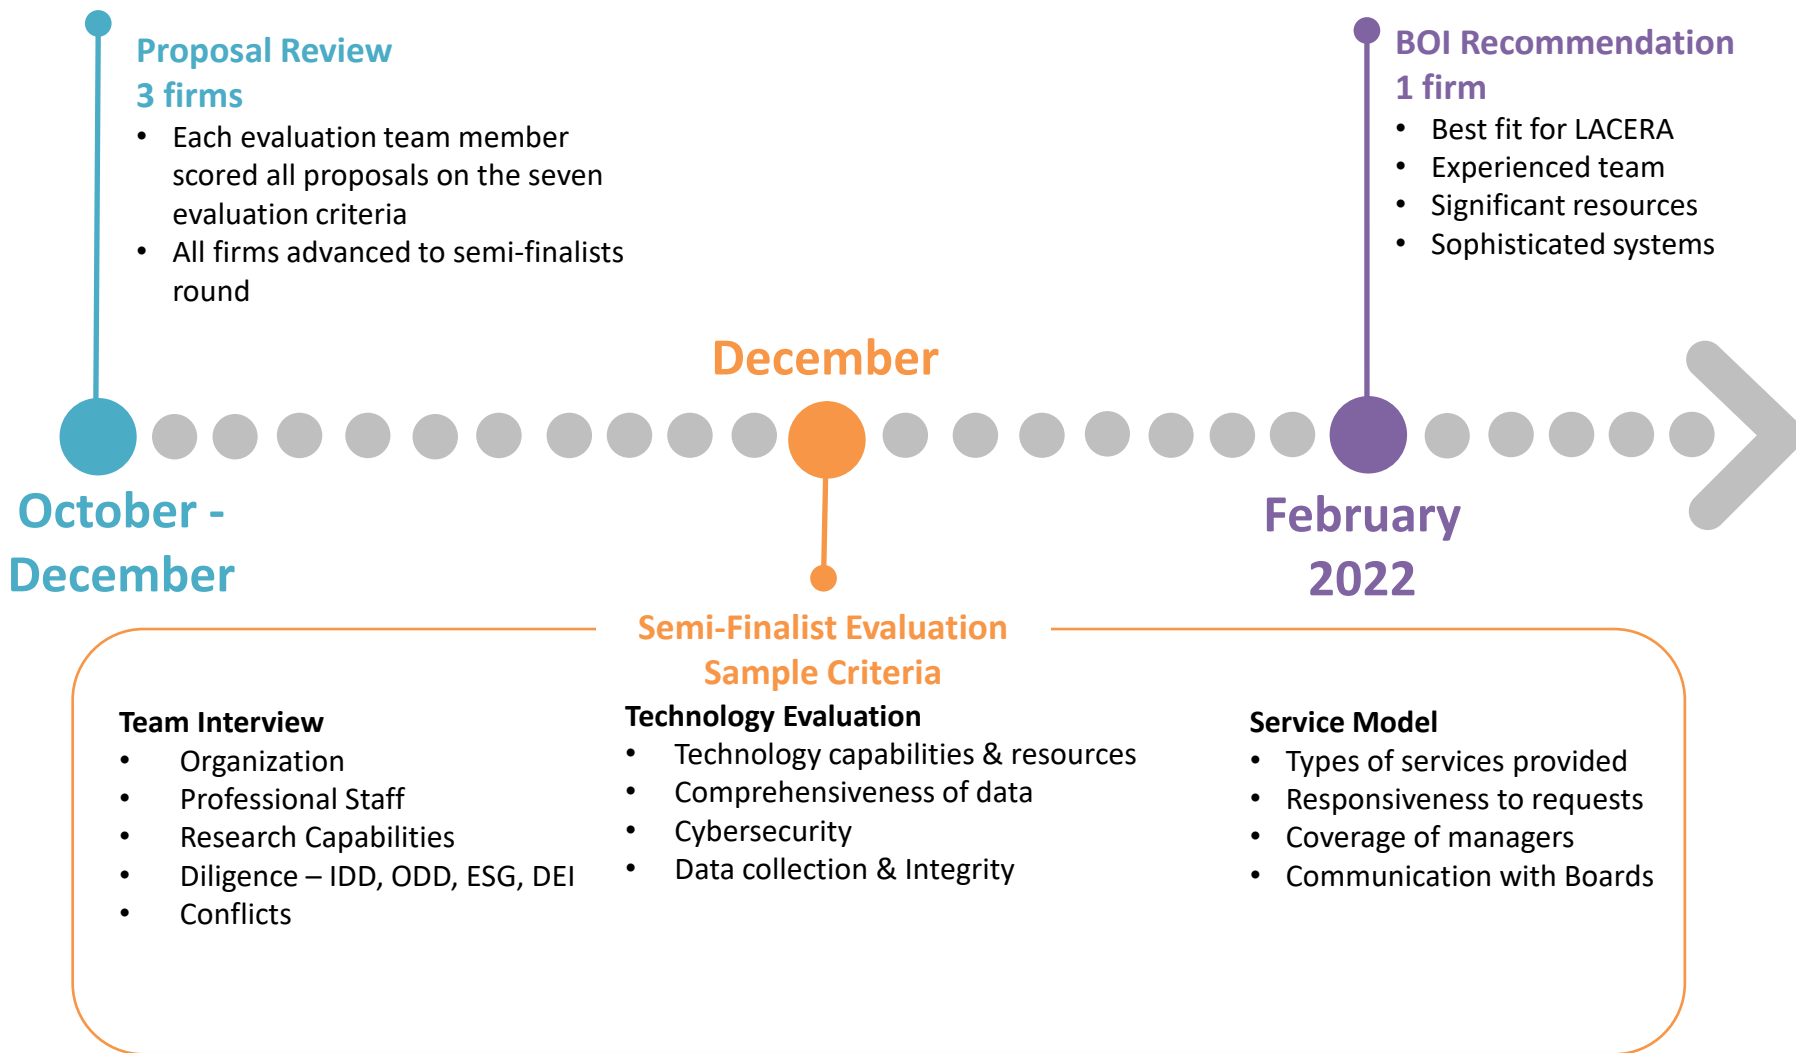 Proposal Review
3 firms
• Each evaluation team member
scored all proposals on the seven
evaluation criteria
• All firms advanced to semi-finalists
round
BOI Recommendation
1 firm
• Best fit for LACERA
• Experienced team
• Significant resources
• Sophisticated systems
December
October -
December
February
2022
Semi-Finalist Evaluation
Sample Criteria
Team Interview
• Organization
• Professional Staff
• Research Capabilities
• Diligence – IDD, ODD, ESG, DEI
• Conflicts
Technology Evaluation
• Technology capabilities & resources
• Comprehensiveness of data
• Cybersecurity
• Data collection & Integrity
Service Model
• Types of services provided
• Responsiveness to requests
• Coverage of managers
• Communication with Boards